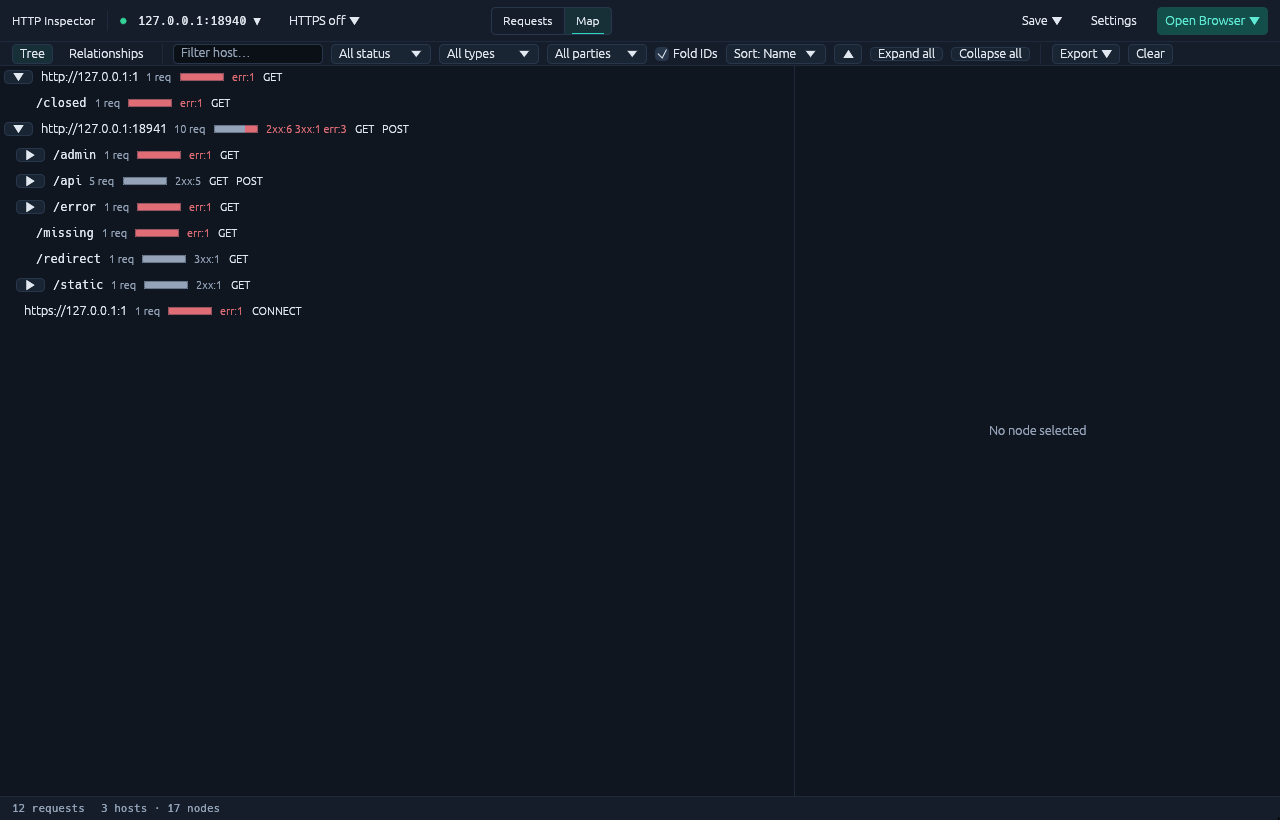 HTTP Inspector 127.0.0.1:18940 HTTPS off Requests Map Save Settings Open Browser
Tree Relationships Filter host… All status All types All parties Fold IDs Sort: Name Expand all Collapse all Export Clear
http://127.0.0.1:1 1 req err:1 GET
/closed 1 req err:1 GET
http://127.0.0.1:18941 10 req 2xx:6 3xx:1 err:3 GET POST
/admin 1 req err:1 GET
/api 5 req 2xx:5 GET POST
/error 1 req err:1 GET
/missing 1 req err:1 GET
/redirect 1 req 3xx:1 GET
/static 1 req 2xx:1 GET
https://127.0.0.1:1 1 req err:1 CONNECT
No node selected
12 requests 3 hosts · 17 nodes